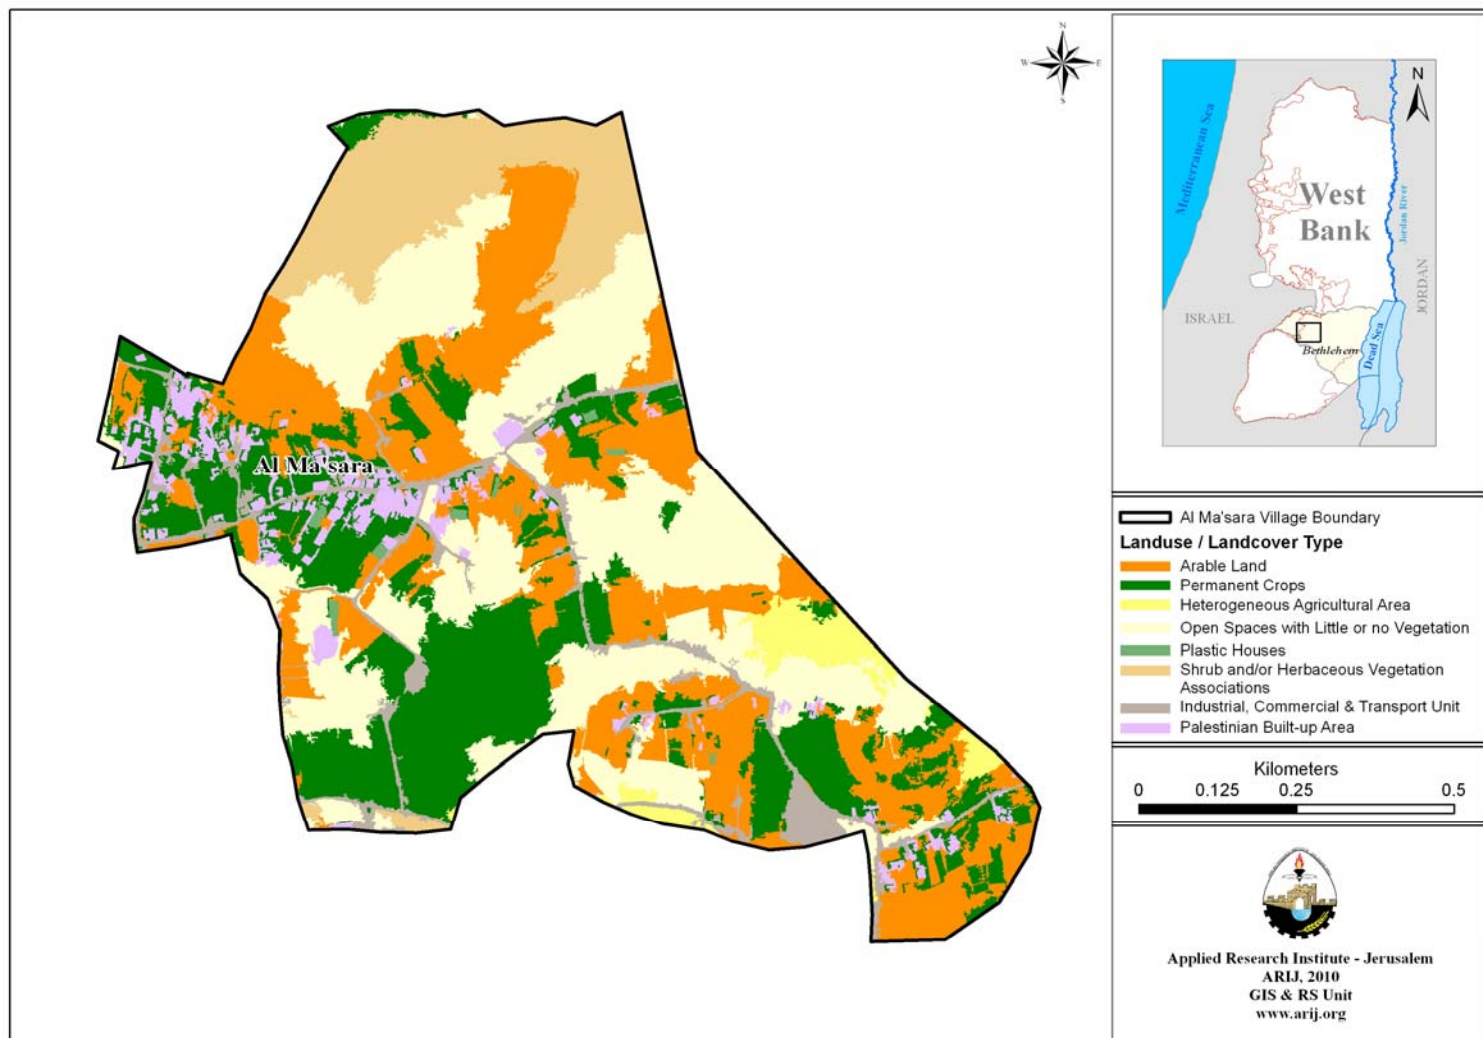 N
W
E
S
Al Ma'sara
N
Mediterranean Sea
West
Bank
Jordan River
JORDAN
ISRAEL
Bethlehem
Dead Sea
Al Ma'sara Village Boundary
Landuse / Landcover Type
Arable Land
Permanent Crops
Heterogeneous Agricultural Area
Open Spaces with Little or no Vegetation
Plastic Houses
Shrub and/or Herbaceous Vegetation
Associations
Industrial, Commercial & Transport Unit
Palestinian Built-up Area
Kilometers
0 0.125 0.25 0.5
Applied Research Institute - Jerusalem
ARIJ, 2010
GIS & RS Unit
www.arij.org